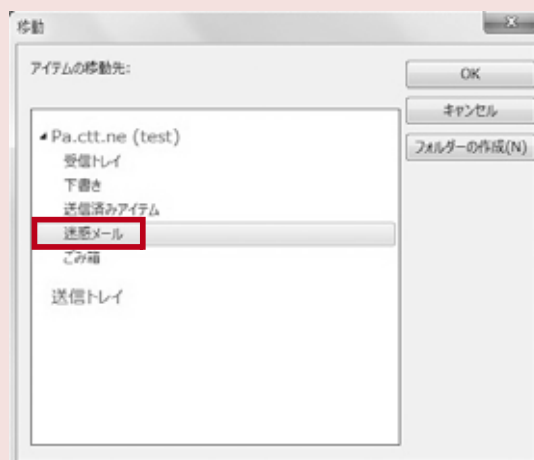 移動
アイテムの移動先:
OK
キャンセル
フォルダーの作成(N)
Pa.ctt.ne (test)
受信トレイ
下書き
送信済みアイテム
迷惑メール
ごみ箱
送信トレイ